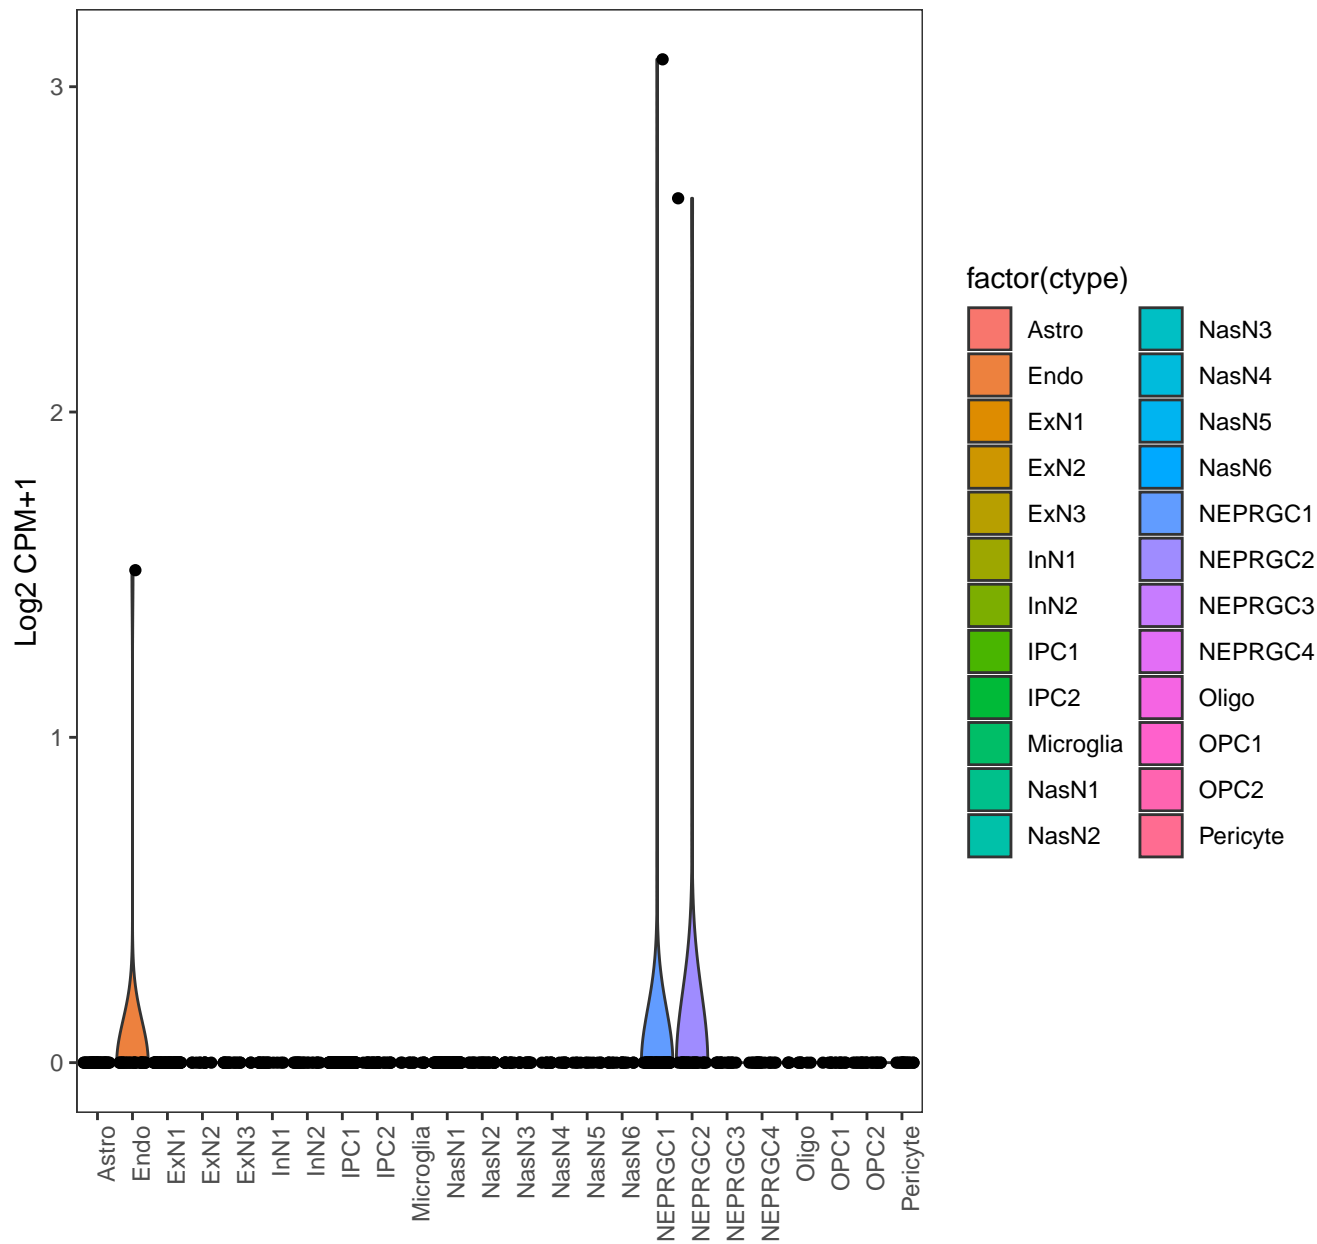 Log2 CPM+1
3
2
1
0
Astro
Endo
ExN1
ExN2
ExN3
InN1
InN2
IPC1
IPC2
Microglia
NasN1
NasN2
NasN3
NasN4
NasN5
NasN6
NEPRGC1
NEPRGC2
NEPRGC3
NEPRGC4
Oligo
OPC1
OPC2
Pericyte
factor(ctype)
Astro
Endo
ExN1
ExN2
ExN3
InN1
InN2
IPC1
IPC2
Microglia
NasN1
NasN2
NasN3
NasN4
NasN5
NasN6
NEPRGC1
NEPRGC2
NEPRGC3
NEPRGC4
Oligo
OPC1
OPC2
Pericyte